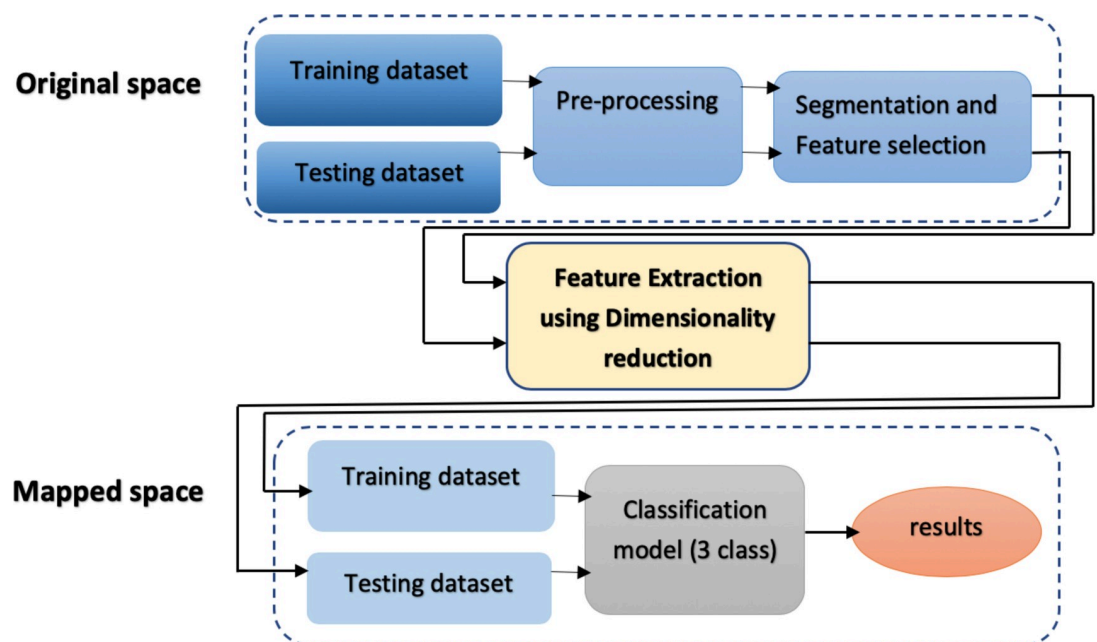 Original space
Training dataset
Testing dataset
Pre-processing
Segmentation and
Feature selection
Feature Extraction
using Dimensionality
reduction
Mapped space
Training dataset
Testing dataset
Classification
model (3 class)
results